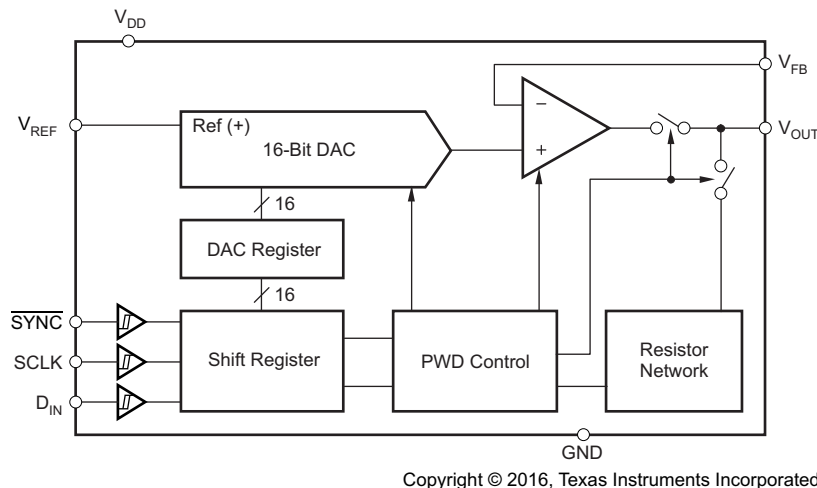 VDD
VFB
VREF
Ref (+)
16-Bit DAC
−
+
VOUT
16
DAC Register
16
SYNC
SCLK
DIN
Shift Register
PWD Control
Resistor
Network
GND
Copyright © 2016, Texas Instruments Incorporated